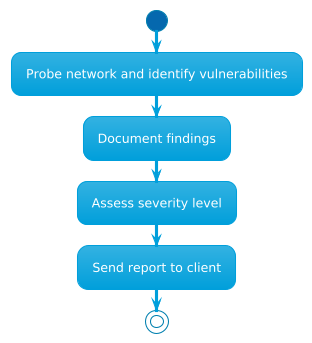 Probe network and identify vulnerabilities
Document findings
Assess severity level
Send report to client